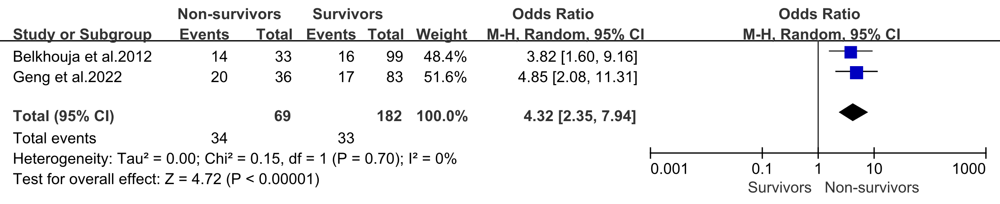 Non-survivors Survivors Odds Ratio Odds Ratio
Study or Subgroup Events Total Events Total Weight M-H, Random, 95% CI M-H, Random, 95% CI
Belkhouja et al.2012 14 33 16 99 48.4% 3.82 [1.60, 9.16]
Geng et al.2022 20 36 17 83 51.6% 4.85 [2.08, 11.31]
Total (95% CI) 69 182 100.0% 4.32 [2.35, 7.94]
Total events 34 33
Heterogeneity: Tau² = 0.00; Chi² = 0.15, df = 1 (P = 0.70); I² = 0%
Test for overall effect: Z = 4.72 (P < 0.00001)
0.001 0.1 1 10 1000
Survivors Non-survivors